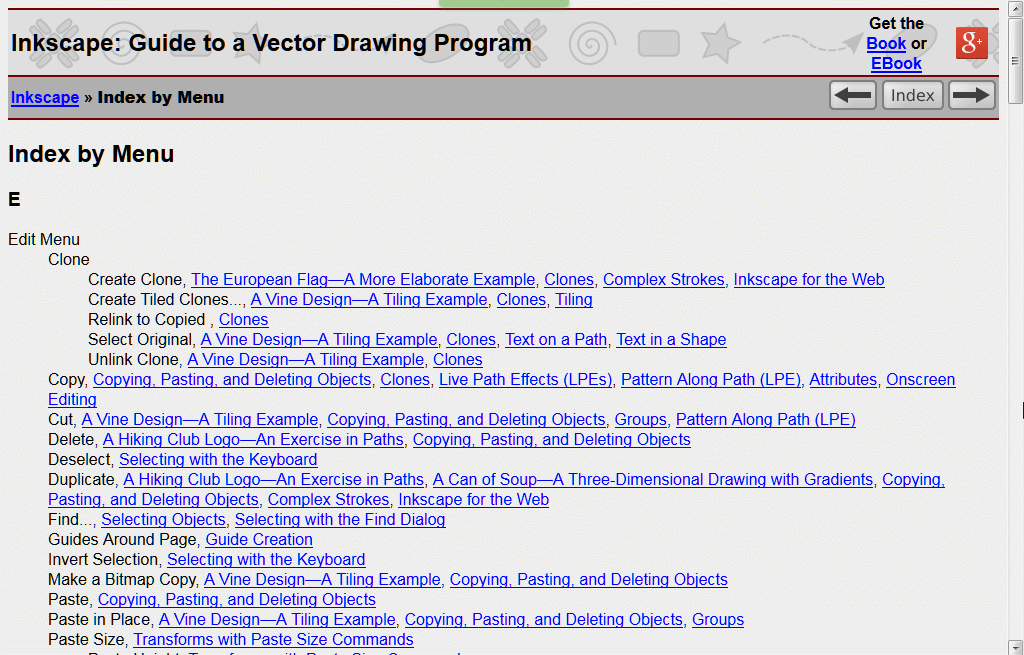 Inkscape: Guide to a Vector Drawing Program
Get the
Book or
EBook
g+
Inkscape » Index by Menu
Index
Index by Menu
E
Edit Menu
Clone
Create Clone, The European Flag—A More Elaborate Example, Clones, Complex Strokes, Inkscape for the Web
Create Tiled Clones..., A Vine Design—A Tiling Example, Clones, Tiling
Relink to Copied , Clones
Select Original, A Vine Design—A Tiling Example, Clones, Text on a Path, Text in a Shape
Unlink Clone, A Vine Design—A Tiling Example, Clones
Copy, Copying, Pasting, and Deleting Objects, Clones, Live Path Effects (LPEs), Pattern Along Path (LPE), Attributes, Onscreen
Editing
Cut, A Vine Design—A Tiling Example, Copying, Pasting, and Deleting Objects, Groups, Pattern Along Path (LPE)
Delete, A Hiking Club Logo—An Exercise in Paths, Copying, Pasting, and Deleting Objects
Deselect, Selecting with the Keyboard
Duplicate, A Hiking Club Logo—An Exercise in Paths, A Can of Soup—A Three-Dimensional Drawing with Gradients, Copying,
Pasting, and Deleting Objects, Complex Strokes, Inkscape for the Web
Find..., Selecting Objects, Selecting with the Find Dialog
Guides Around Page, Guide Creation
Invert Selection, Selecting with the Keyboard
Make a Bitmap Copy, A Vine Design—A Tiling Example, Copying, Pasting, and Deleting Objects
Paste, Copying, Pasting, and Deleting Objects
Paste in Place, A Vine Design—A Tiling Example, Copying, Pasting, and Deleting Objects, Groups
Paste Size, Transforms with Paste Size Commands